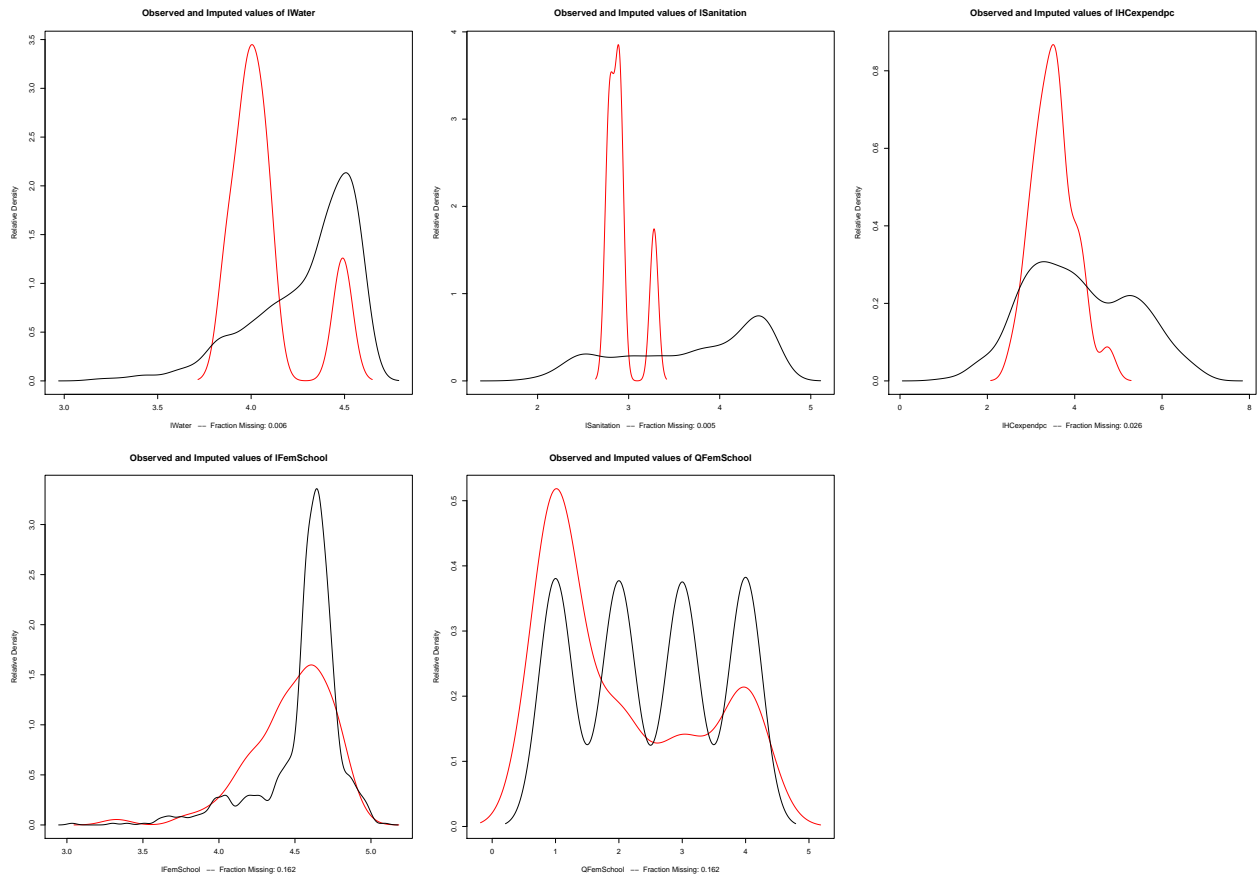 Observed and Imputed values of lWater
Relative Density
0.0 0.5 1.0 1.5 2.0 2.5 3.0 3.5
3.0 3.5 4.0 4.5
lWater -- Fraction Missing: 0.006
Observed and Imputed values of lSanitation
Relative Density
0 1 2 3 4
2 3 4 5
lSanitation -- Fraction Missing: 0.005
Observed and Imputed values of lHCexpendpc
Relative Density
0.0 0.2 0.4 0.6 0.8
0 2 4 6 8
lHCexpendpc -- Fraction Missing: 0.026
Observed and Imputed values of lFemSchool
Relative Density
0.0 0.5 1.0 1.5 2.0 2.5 3.0
3.0 3.5 4.0 4.5 5.0
lFemSchool -- Fraction Missing: 0.162
Observed and Imputed values of QFemSchool
Relative Density
0.0 0.1 0.2 0.3 0.4 0.5
0 1 2 3 4 5
QFemSchool -- Fraction Missing: 0.162